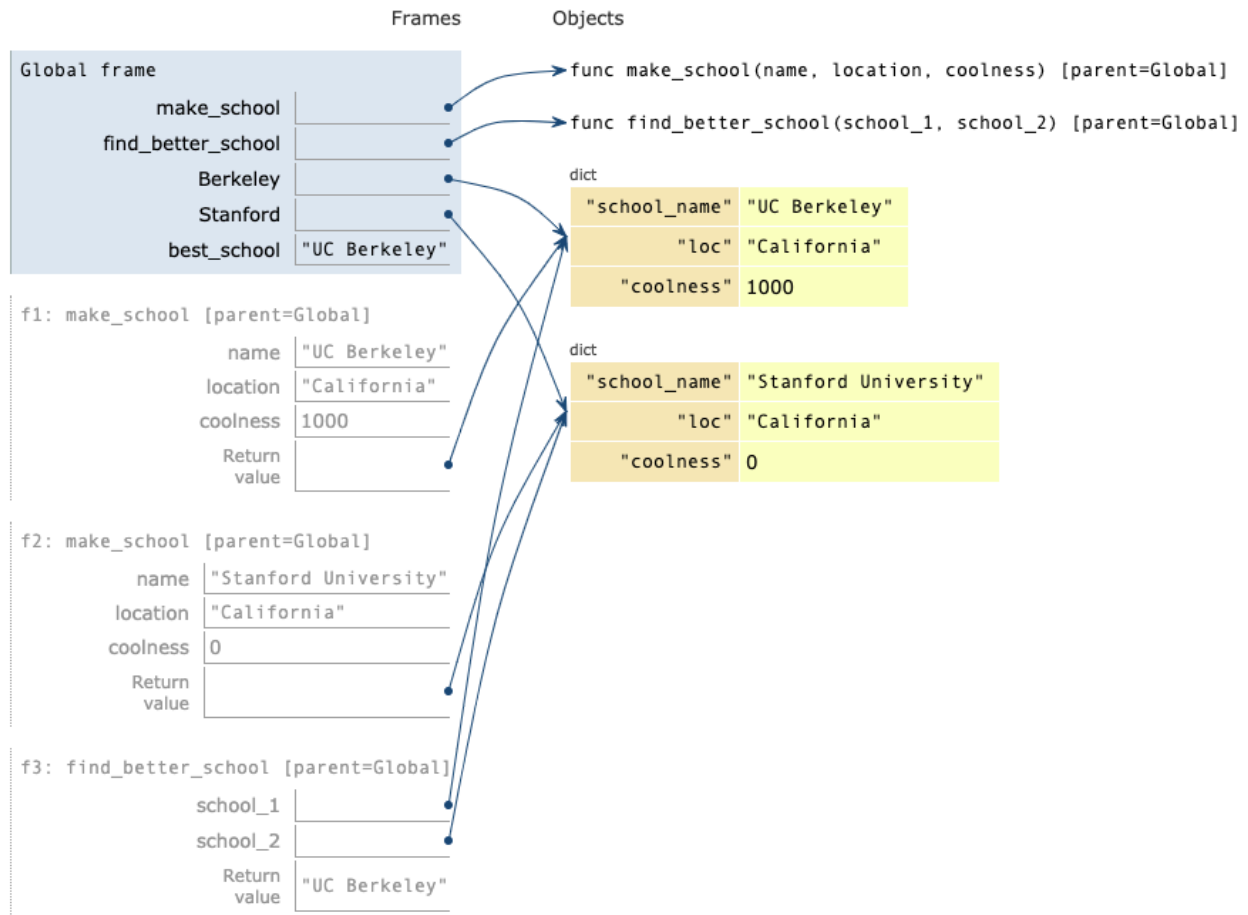 Frames Objects
Global frame
make_school
find_better_school
Berkeley
Stanford
best_school "UC Berkeley"
func make_school(name, location, coolness) [parent=Global]
func find_better_school(school_1, school_2) [parent=Global]
dict
"school_name" "UC Berkeley"
"loc" "California"
"coolness" 1000
dict
"school_name" "Stanford University"
"loc" "California"
"coolness" 0
f1: make_school [parent=Global]
name "UC Berkeley"
location "California"
coolness 1000
Return
value
f2: make_school [parent=Global]
name "Stanford University"
location "California"
coolness 0
Return
value
f3: find_better_school [parent=Global]
school_1
school_2
Return
value "UC Berkeley"